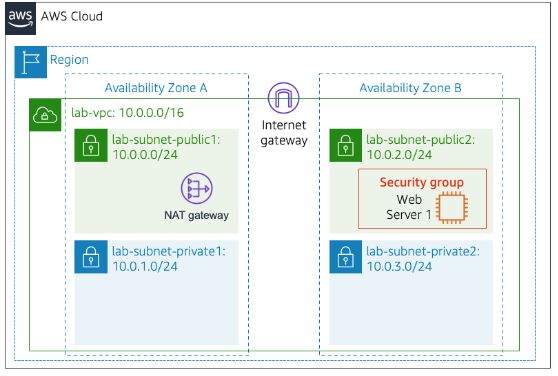 aws
AWS Cloud
Region
Availability Zone A
Availability Zone B
Internet
gateway
lab-vpc: 10.0.0.0/16
lab-subnet-public1:
10.0.0.0/24
NAT gateway
lab-subnet-public2:
10.0.2.0/24
Security group
Web
Server 1
lab-subnet-private1:
10.0.1.0/24
lab-subnet-private2:
10.0.3.0/24